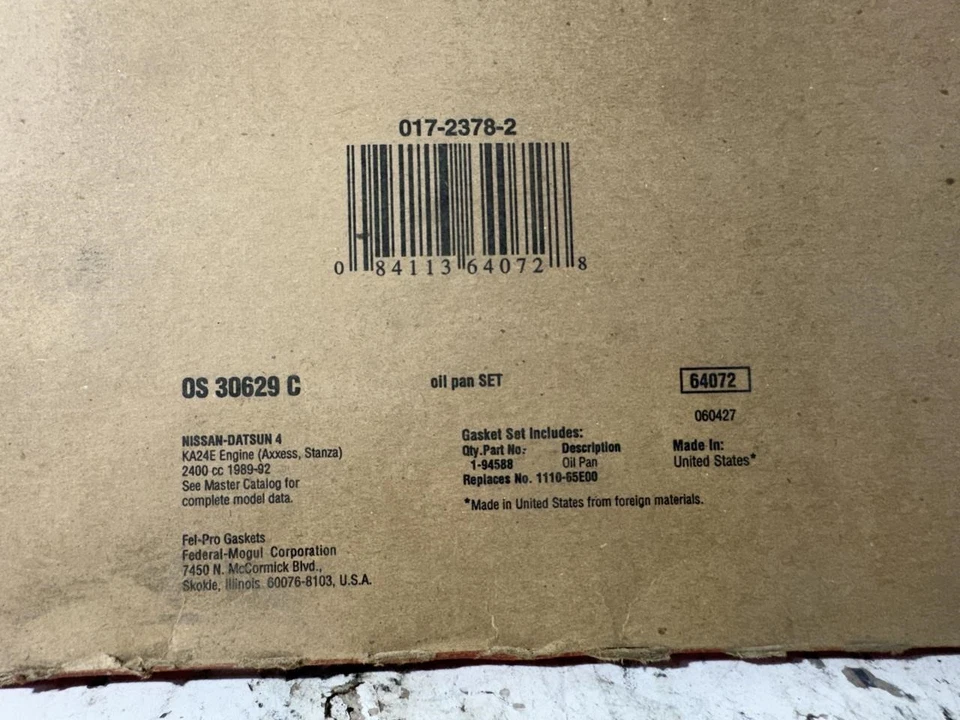 017-2378-2
0 84113 64072 8
OS 30629 C
oil pan SET
64072
060427
NISSAN-DATSUN 4
KA24E Engine (Axxess, Stanza)
2400 cc 1989-92
See Master Catalog for
complete model data.
Gasket Set Includes:
Qty. Part No. Description
1-94588 Oil Pan
Replaces No. 1110-65E00
*Made in United States from foreign materials.
Made In:
United States*
Fel-Pro Gaskets
Federal-Mogul Corporation
7450 N. McCormick Blvd.,
Skokie, Illinois 60076-8103, U.S.A.